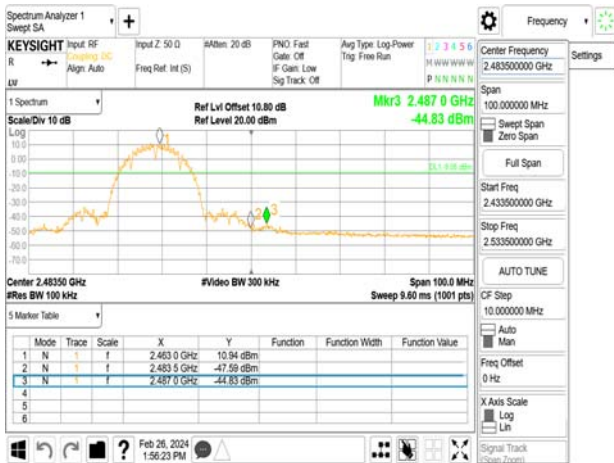 Spectrum Analyzer 1
Swept SA
Frequency
KEYSIGHT Input: RF Input Z: 50 Ω #Atten: 20 dB PNO: Fast Avg Type: Log-Power 1 2 3 4 5 6
R Coupling: DC Gate: Off Trig: Free Run M W W W W W
Align: Auto Freq Ref: Int (S) IF Gain: Low
Sig Track: Off P N N N N N
LXI
1 Spectrum
Ref Lvl Offset 10.80 dB Mkr3 2.487 0 GHz
Scale/Div 10 dB Ref Level 20.00 dBm -44.83 dBm
Log
10.0
0.00
-10.0
-20.0
-30.0
-40.0
-50.0
-60.0
-70.0
1
2
3
Center 2.48350 GHz #Video BW 300 kHz Span 100.0 MHz
#Res BW 100 kHz Sweep 9.60 ms (1001 pts)
5 Marker Table
Mode Trace Scale X Y Function Function Width Function Value
1 N 1 f 2.463 0 GHz 10.94 dBm
2 N 1 f 2.483 5 GHz -47.59 dBm
3 N 1 f 2.487 0 GHz -44.83 dBm
4
5
6
Feb 26, 2024
1:56:23 PM
Center Frequency
2.483500000 GHz
Settings
Span
100.000000 MHz
Swept Span
Zero Span
Full Span
Start Freq
2.433500000 GHz
Stop Freq
2.533500000 GHz
AUTO TUNE
CF Step
10.000000 MHz
Auto
Man
Freq Offset
0 Hz
X Axis Scale
Log
Lin
Signal Track
(Span Zoom)